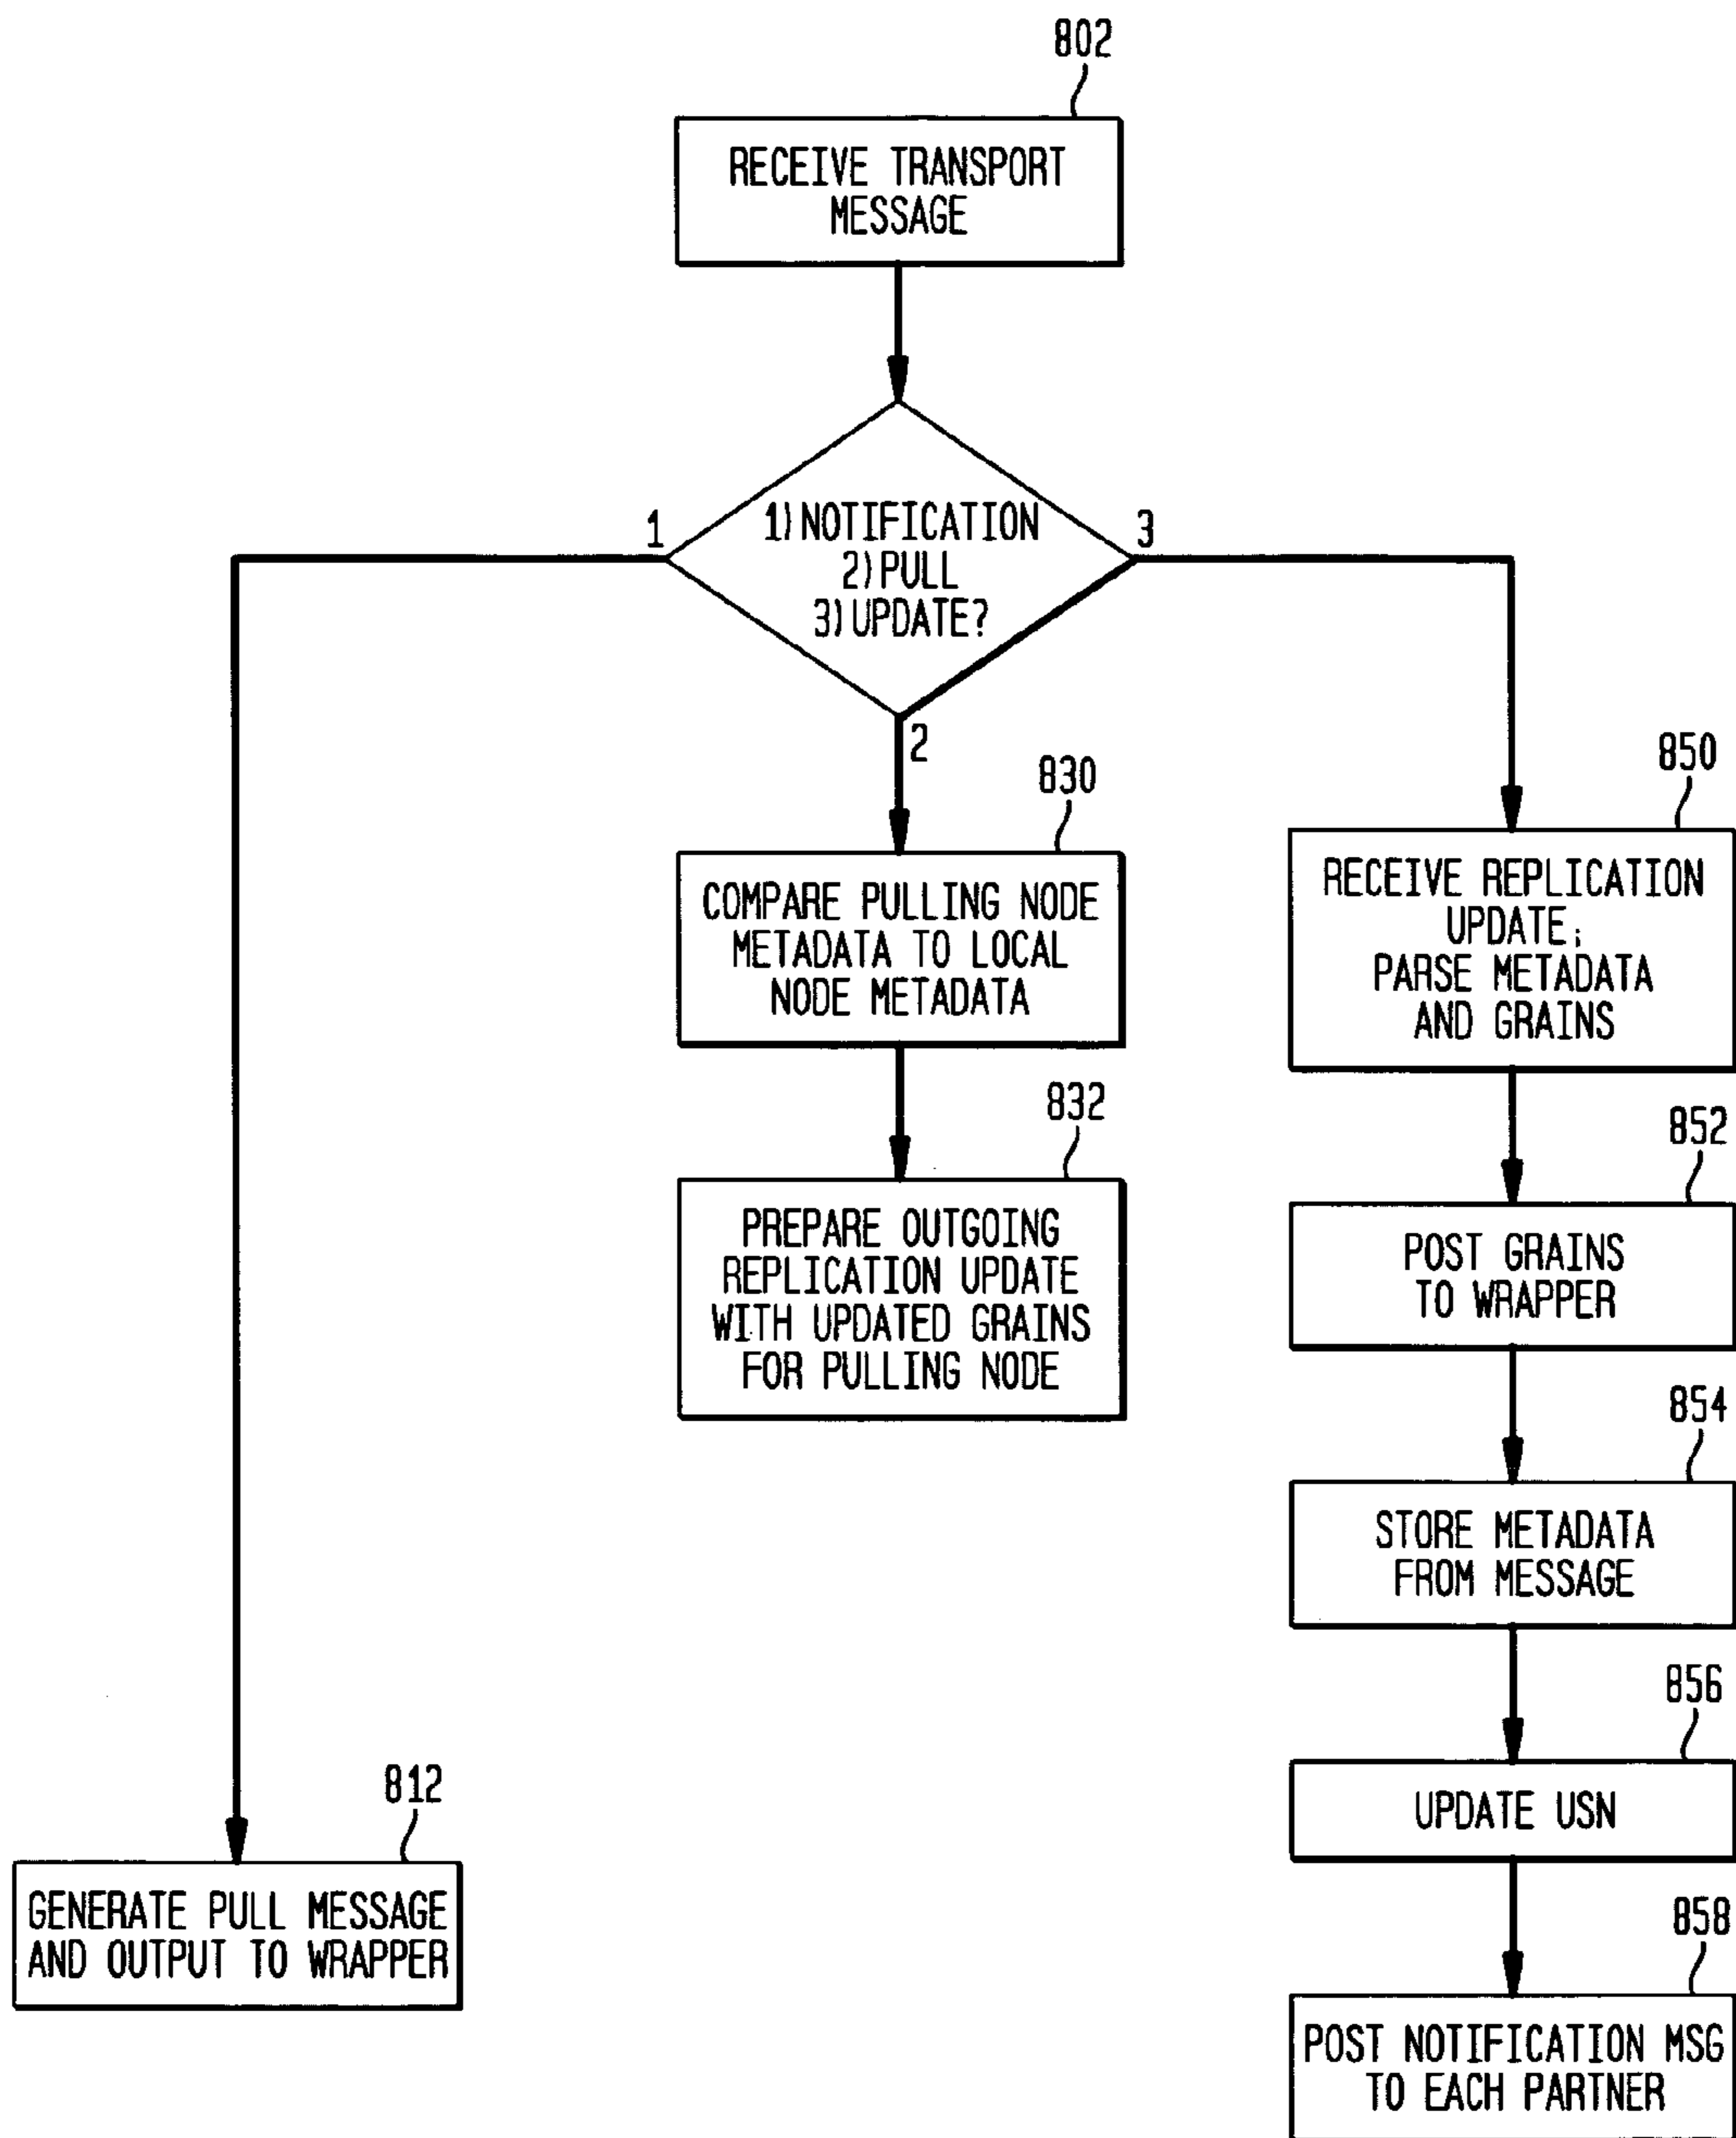 802
RECEIVE TRANSPORT
MESSAGE
1
1) NOTIFICATION
2) PULL
3) UPDATE?
3
2
830
COMPARE PULLING NODE
METADATA TO LOCAL
NODE METADATA
832
PREPARE OUTGOING
REPLICATION UPDATE
WITH UPDATED GRAINS
FOR PULLING NODE
850
RECEIVE REPLICATION
UPDATE;
PARSE METADATA
AND GRAINS
852
POST GRAINS
TO WRAPPER
854
STORE METADATA
FROM MESSAGE
856
UPDATE USN
812
GENERATE PULL MESSAGE
AND OUTPUT TO WRAPPER
858
POST NOTIFICATION MSG
TO EACH PARTNER